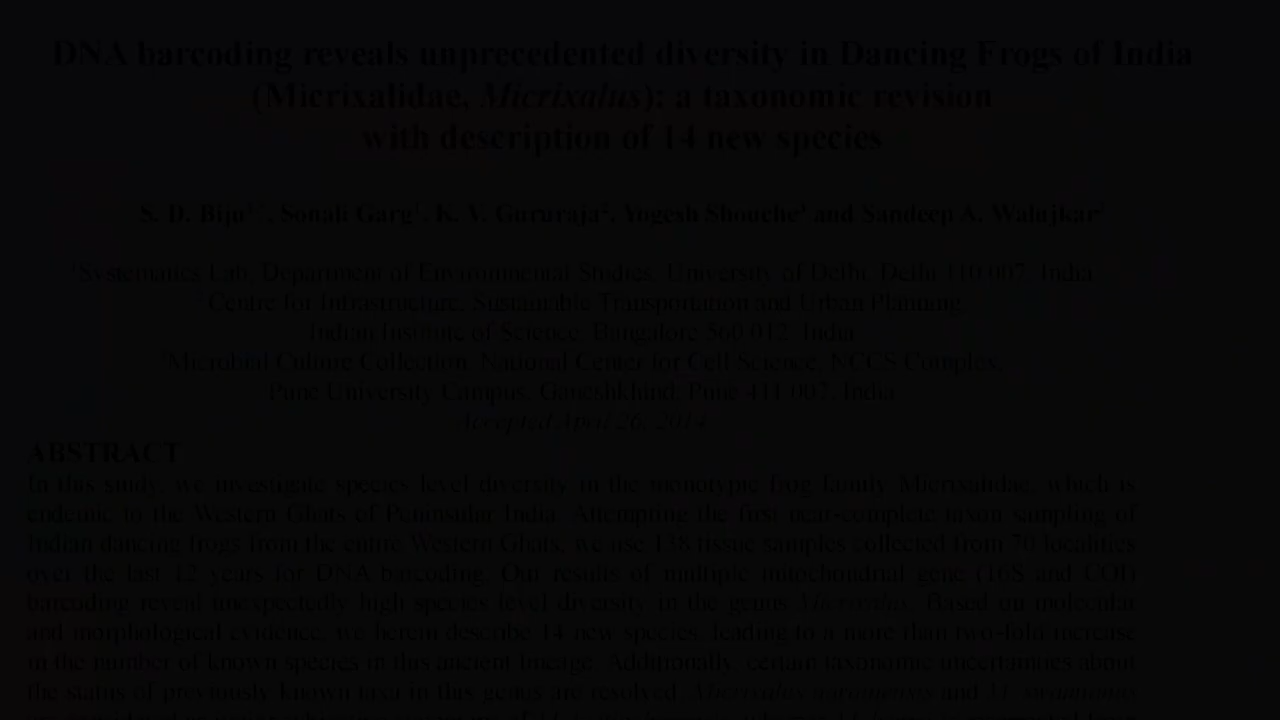 DNA barcoding reveals unprecedented diversity in Dancing Frogs of India
(Micrixalidae, Micrixalus): a taxonomic revision
with description of 14 new species
S. D. Biju¹, Sonali Garg¹, K. V. Gururaja², Yogesh Shouche³ and Sandeep A. Walujkar³
¹Systematics Lab, Department of Environmental Studies, University of Delhi, Delhi 110 007, India
Centre for Infrastructure, Sustainable Transportation and Urban Planning,
Indian Institute of Science, Bangalore 560 012, India
³Microbial Culture Collection, National Center for Cell Science, NCCS Complex,
Pune University Campus, Ganeshkhind, Pune 411 007, India
Accepted April 26, 2014
ABSTRACT
In this study, we investigate species level diversity in the monotypic frog family Micrixalidae, which is
endemic to the Western Ghats of Peninsular India. Attempting the first near-complete taxon sampling of
Indian dancing frogs from the entire Western Ghats, we use 138 tissue samples collected from 70 localities
over the last 12 years for DNA barcoding. Our results of multiple mitochondrial gene (16S and COI)
barcoding reveal unexpectedly high species level diversity in the genus Micrixalus. Based on molecular
and morphological evidence, we herein describe 14 new species, leading to a more than two-fold increase
in the number of known species in this ancient lineage. Additionally, certain taxonomic uncertainties about
the status of previously known taxa in this genus are resolved. Micrixalus and M.